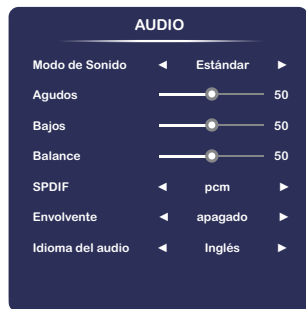 AUDIO
Modo de Sonido ◄ Estándar ►
Agudos 50
Bajos 50
Balance 50
SPDIF ◄ pcm ►
Envolvente ◄ apagado ►
Idioma del audio ◄ Inglés ►